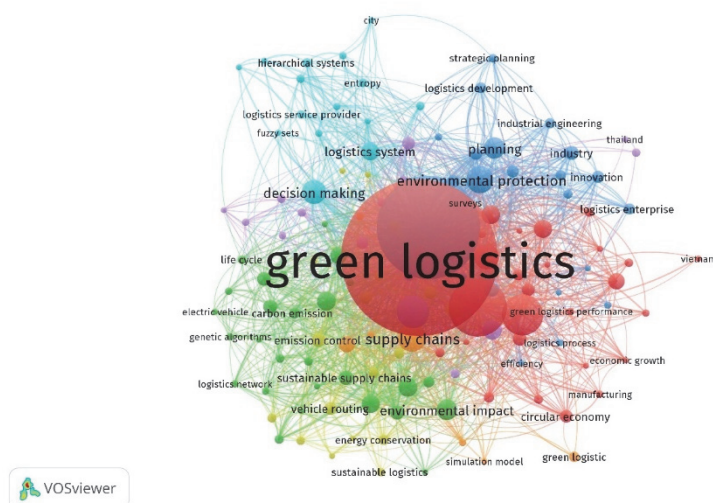 city
strategic planning
hierarchical systems
entropy
logistics development
logistics service provider
industrial engineering
fuzzy sets
thailand
logistics system
planning
industry
decision making
environmental protection
innovation
surveys
logistics enterprise
life cycle
green logistics
vietnam
electric vehicle
carbon emission
green logistics performance
genetic algorithms
emission control
supply chains
logistics process
efficiency
economic growth
logistics network
sustainable supply chains
manufacturing
vehicle routing
environmental impact
circular economy
energy conservation
simulation model
green logistic
sustainable logistics
VOSviewer